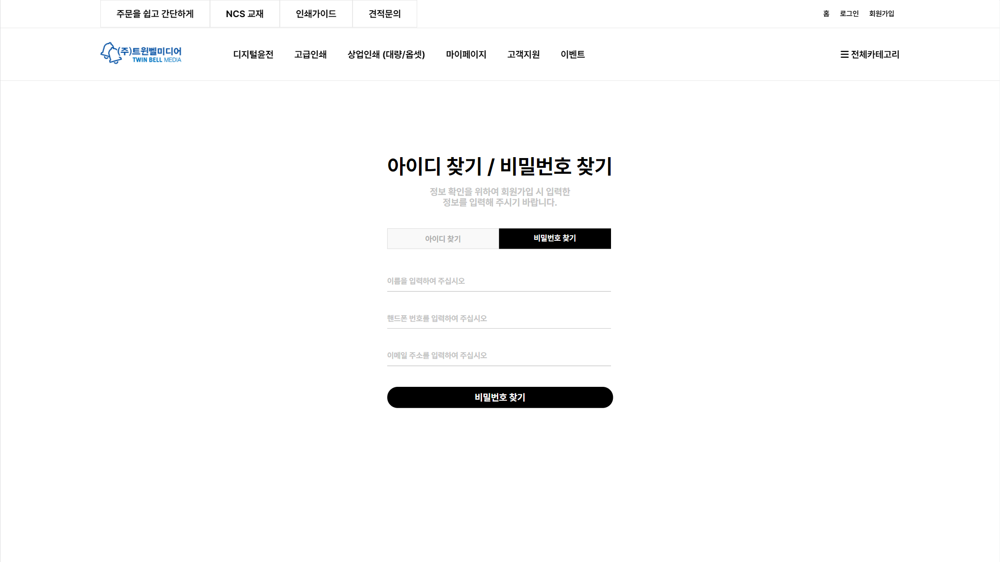 주문을 쉽고 간단하게
NCS 교재
인쇄가이드
견적문의
홈
로그인
회원가입
(주)트윈벨미디어
TWIN BELL MEDIA
디지털윤전
고급인쇄
상업인쇄 (대량/옵셋)
마이페이지
고객지원
이벤트
전체카테고리
아이디 찾기 / 비밀번호 찾기
정보 확인을 위하여 회원가입 시 입력한
정보를 입력해 주시기 바랍니다.
아이디 찾기
비밀번호 찾기
이름을 입력하여 주십시오
핸드폰 번호를 입력하여 주십시오
이메일 주소를 입력하여 주십시오
비밀번호 찾기